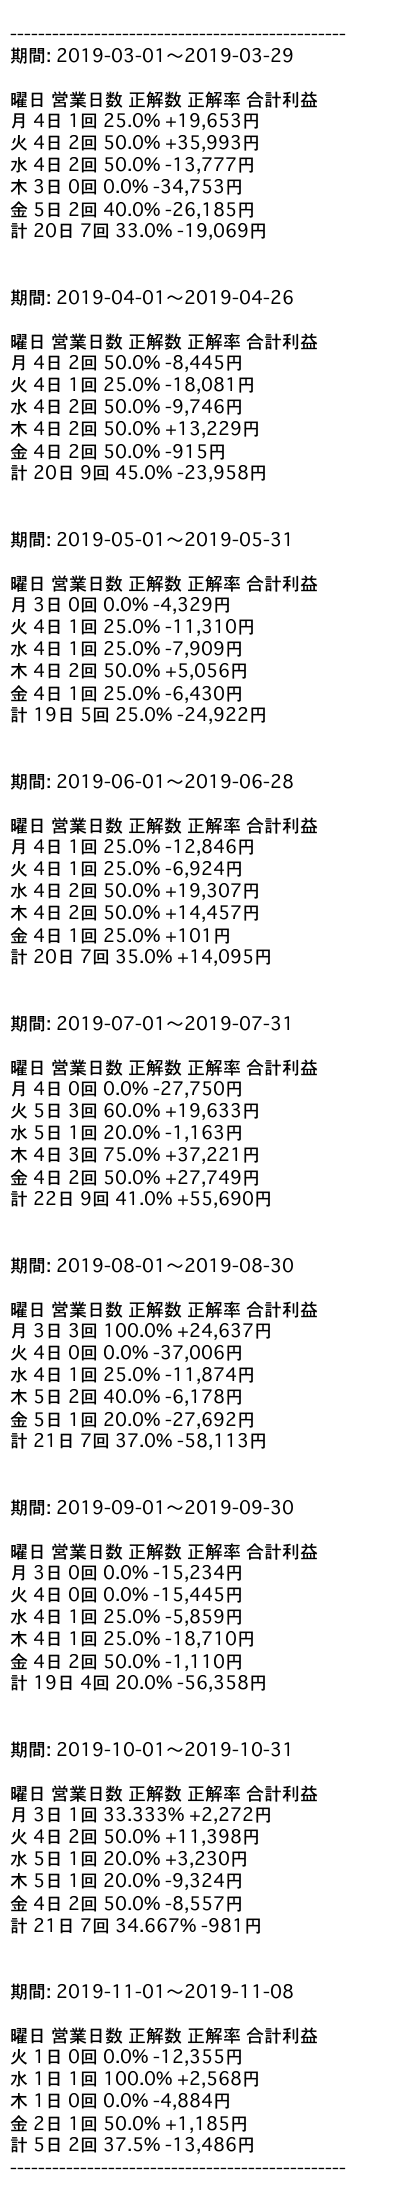 ------------------------------------------------
期間: 2019-03-01～2019-03-29
曜日 営業日数 正解数 正解率 合計利益
月 4日 1回 25.0% +19,653円
火 4日 2回 50.0% +35,993円
水 4日 2回 50.0% -13,777円
木 3日 0回 0.0% -34,753円
金 5日 2回 40.0% -26,185円
計 20日 7回 33.0% -19,069円
期間: 2019-04-01～2019-04-26
曜日 営業日数 正解数 正解率 合計利益
月 4日 2回 50.0% -8,445円
火 4日 1回 25.0% -18,081円
水 4日 2回 50.0% -9,746円
木 4日 2回 50.0% +13,229円
金 4日 2回 50.0% -915円
計 20日 9回 45.0% -23,958円
期間: 2019-05-01～2019-05-31
曜日 営業日数 正解数 正解率 合計利益
月 3日 0回 0.0% -4,329円
火 4日 1回 25.0% -11,310円
水 4日 1回 25.0% -7,909円
木 4日 2回 50.0% +5,056円
金 4日 1回 25.0% -6,430円
計 19日 5回 25.0% -24,922円
期間: 2019-06-01～2019-06-28
曜日 営業日数 正解数 正解率 合計利益
月 4日 1回 25.0% -12,846円
火 4日 1回 25.0% -6,924円
水 4日 2回 50.0% +19,307円
木 4日 2回 50.0% +14,457円
金 4日 1回 25.0% +101円
計 20日 7回 35.0% +14,095円
期間: 2019-07-01～2019-07-31
曜日 営業日数 正解数 正解率 合計利益
月 4日 0回 0.0% -27,750円
火 5日 3回 60.0% +19,633円
水 5日 1回 20.0% -1,163円
木 4日 3回 75.0% +37,221円
金 4日 2回 50.0% +27,749円
計 22日 9回 41.0% +55,690円
期間: 2019-08-01～2019-08-30
曜日 営業日数 正解数 正解率 合計利益
月 3日 3回 100.0% +24,637円
火 4日 0回 0.0% -37,006円
水 4日 1回 25.0% -11,874円
木 5日 2回 40.0% -6,178円
金 5日 1回 20.0% -27,692円
計 21日 7回 37.0% -58,113円
期間: 2019-09-01～2019-09-30
曜日 営業日数 正解数 正解率 合計利益
月 3日 0回 0.0% -15,234円
火 4日 0回 0.0% -15,445円
水 4日 1回 25.0% -5,859円
木 4日 1回 25.0% -18,710円
金 4日 2回 50.0% -1,110円
計 19日 4回 20.0% -56,358円
期間: 2019-10-01～2019-10-31
曜日 営業日数 正解数 正解率 合計利益
月 3日 1回 33.333% +2,272円
火 4日 2回 50.0% +11,398円
水 5日 1回 20.0% +3,230円
木 5日 1回 20.0% -9,324円
金 4日 2回 50.0% -8,557円
計 21日 7回 34.667% -981円
期間: 2019-11-01～2019-11-08
曜日 営業日数 正解数 正解率 合計利益
火 1日 0回 0.0% -12,355円
水 1日 1回 100.0% +2,568円
木 1日 0回 0.0% -4,884円
金 2日 1回 50.0% +1,185円
計 5日 2回 37.5% -13,486円
------------------------------------------------